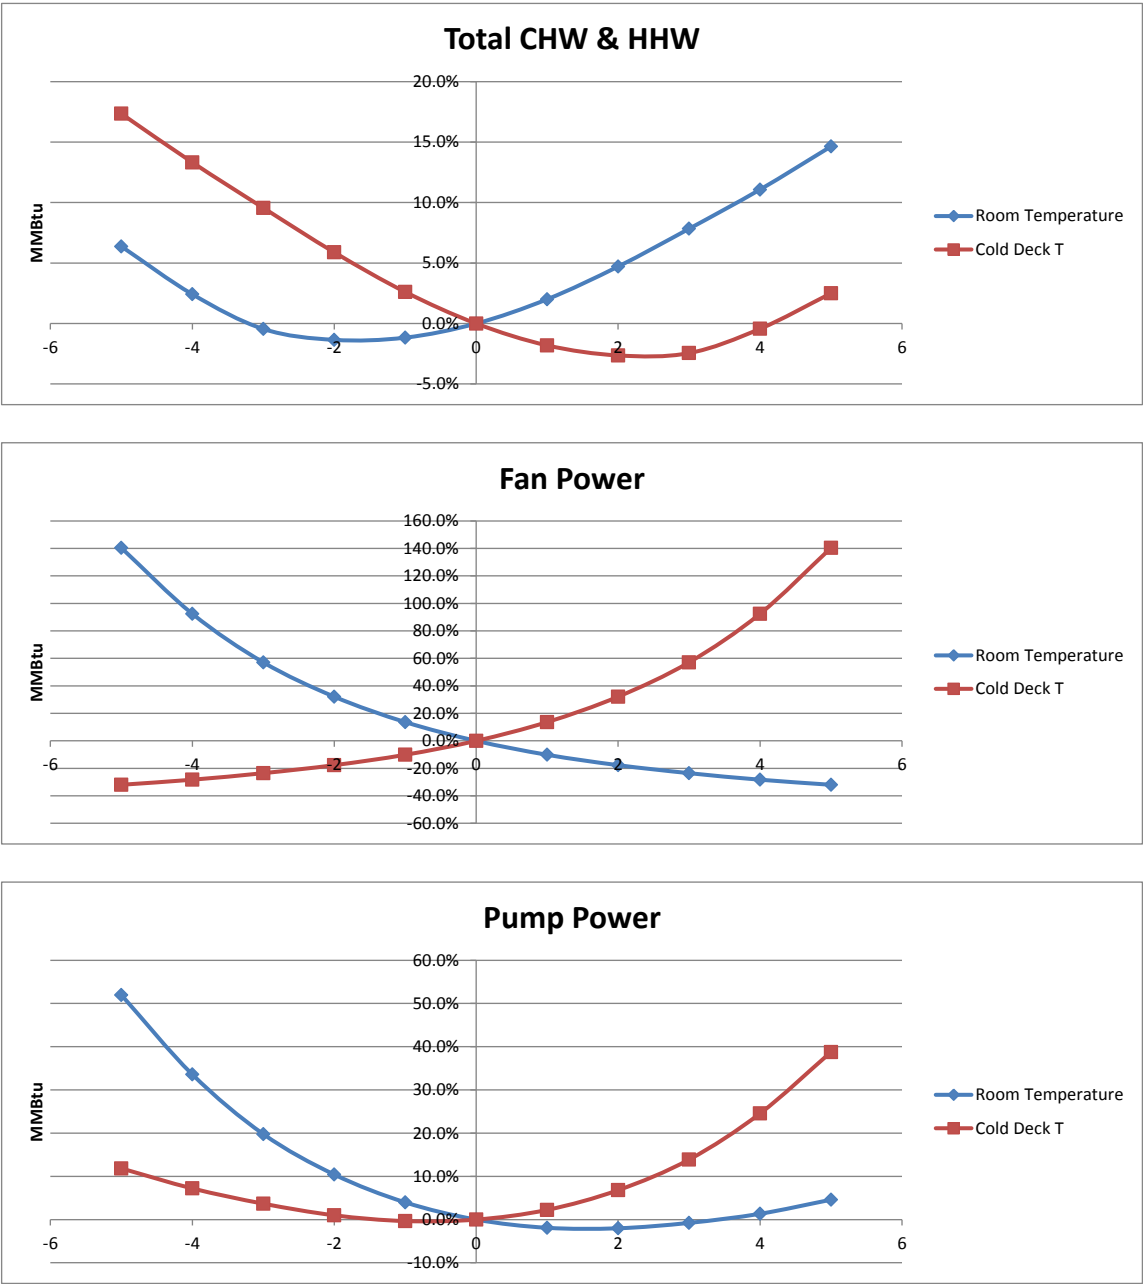 Total CHW & HHW
20.0%
15.0%
10.0%
5.0%
0.0%
-5.0%
-6 -4 -2 0 2 4 6
MMBtu
Room Temperature
Cold Deck T
Fan Power
160.0%
140.0%
120.0%
100.0%
80.0%
60.0%
40.0%
20.0%
0.0%
-20.0%
-40.0%
-60.0%
-6 -4 -2 0 2 4 6
MMBtu
Room Temperature
Cold Deck T
Pump Power
60.0%
50.0%
40.0%
30.0%
20.0%
10.0%
0.0%
-10.0%
-6 -4 -2 0 2 4 6
MMBtu
Room Temperature
Cold Deck T